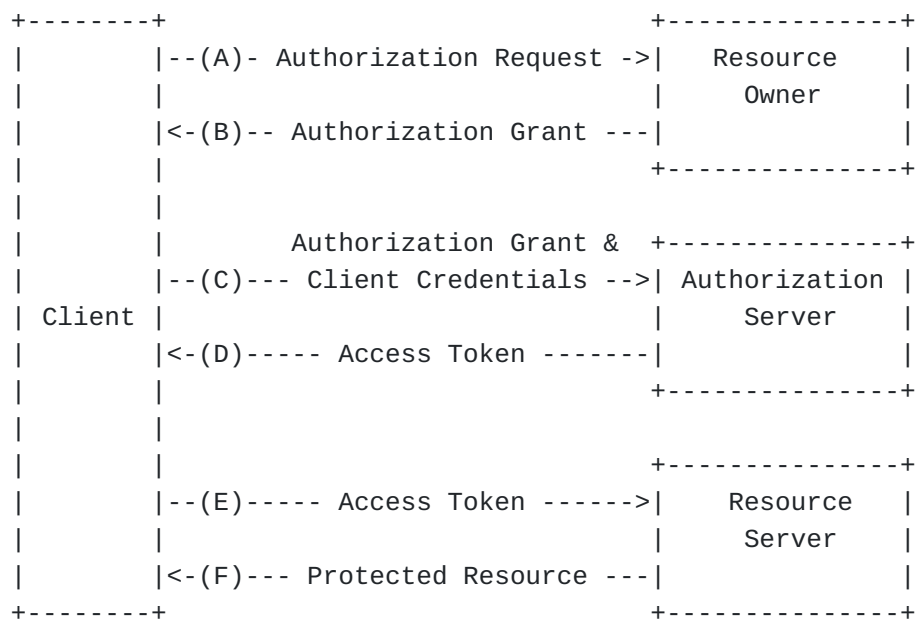 +--------+                               +---------------+
|        |--(A)- Authorization Request ->|   Resource    |
|        |                               |     Owner     |
|        |<-(B)-- Authorization Grant ---|               |
|        |                               +---------------+
|        |
|        |        Authorization Grant &  +---------------+
|        |--(C)--- Client Credentials -->| Authorization |
| Client |                               |     Server    |
|        |<-(D)----- Access Token -------|               |
|        |                               +---------------+
|        |
|        |                               +---------------+
|        |--(E)----- Access Token ------>|    Resource   |
|        |                               |     Server    |
|        |<-(F)--- Protected Resource ---|               |
+--------+                               +---------------+